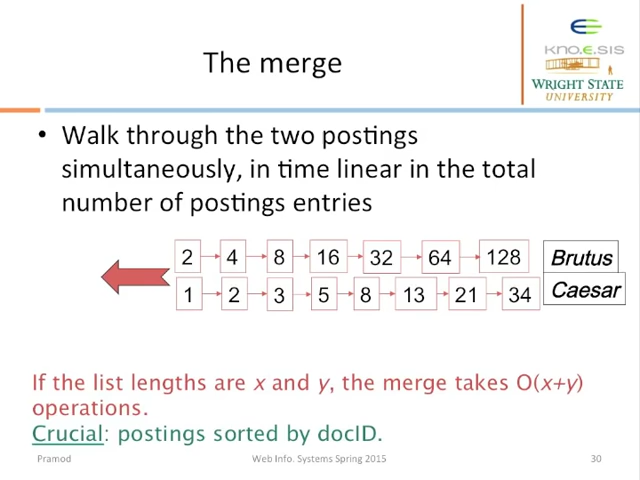 The merge
kno.e.sis
WRIGHT STATE
UNIVERSITY
• Walk through the two postings
simultaneously, in time linear in the total
number of postings entries
2 4 8 16 32 64 128 Brutus
1 2 3 5 8 13 21 34 Caesar
If the list lengths are x and y, the merge takes O(x+y)
operations.
Crucial: postings sorted by docID.
Pramod Web Info. Systems Spring 2015 30